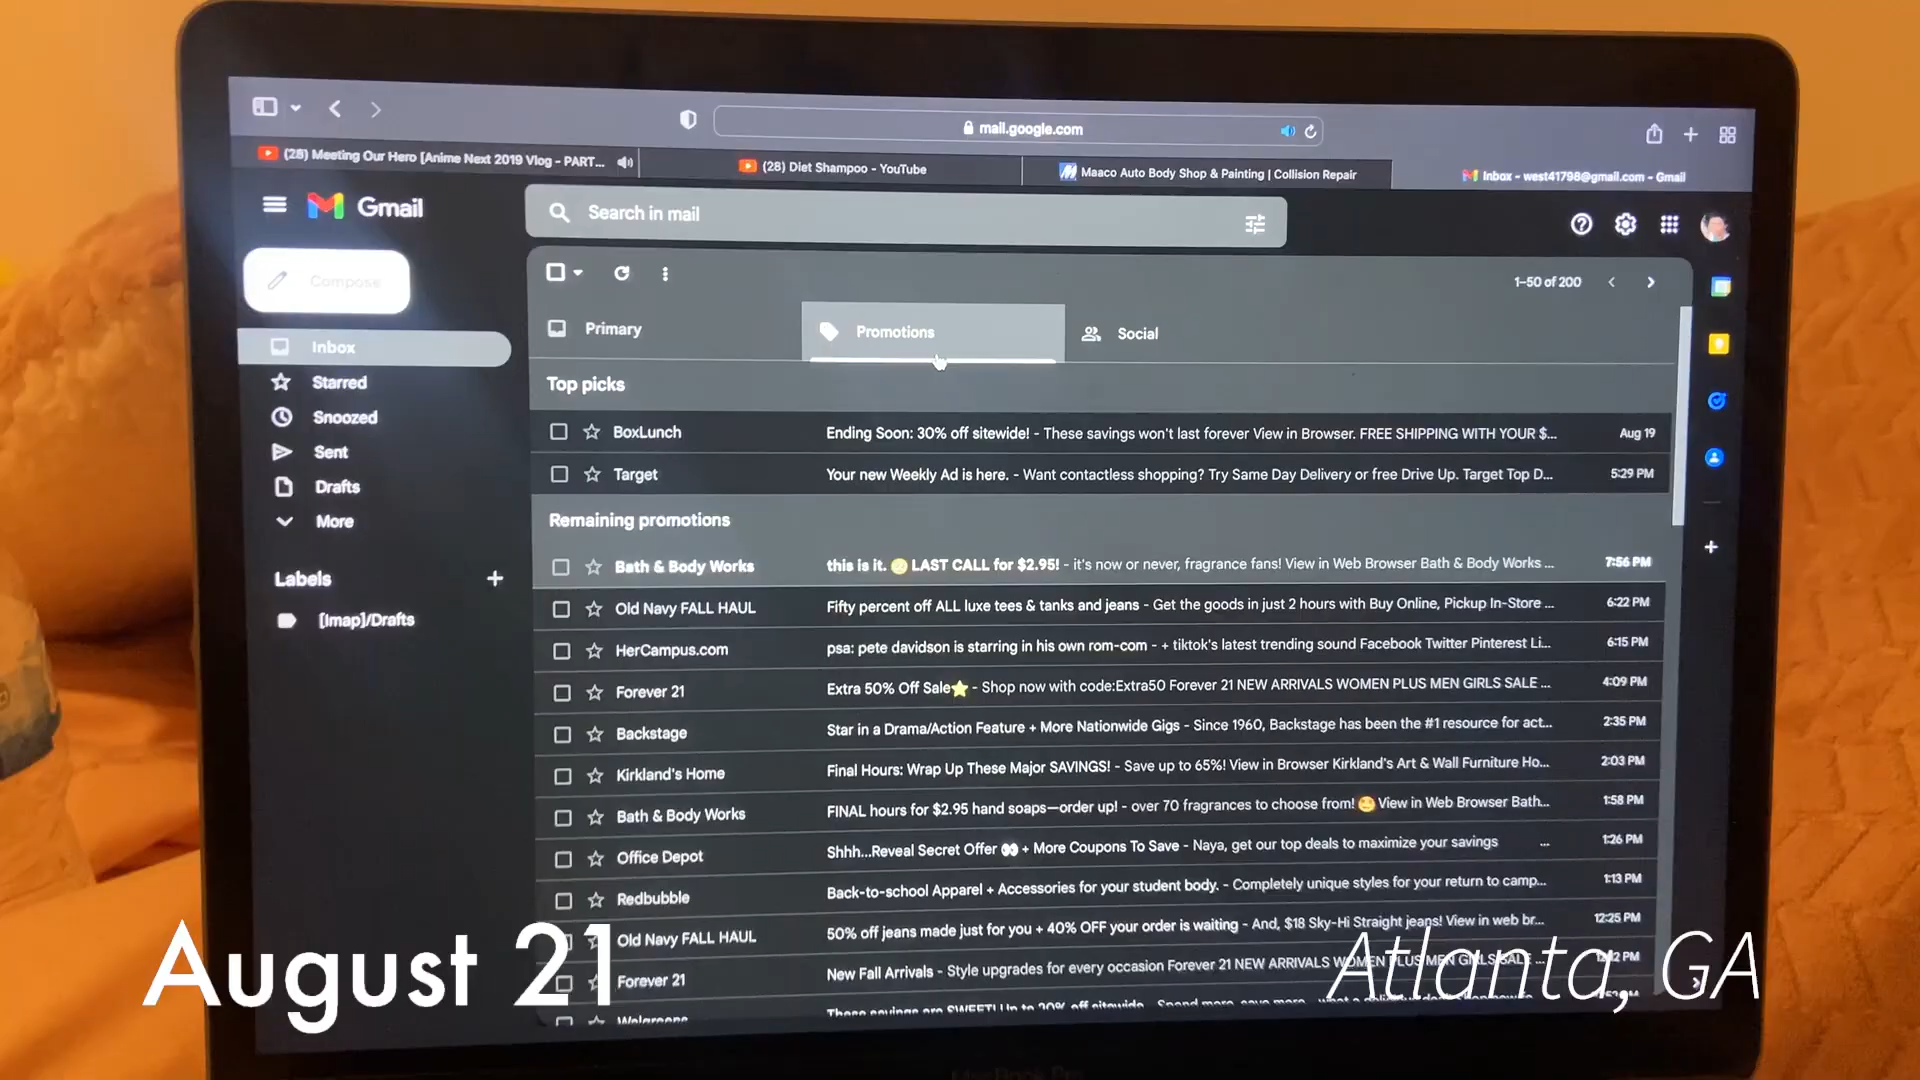 mail.google.com
(28) Meeting Our Hero [Anime Next 2019 Vlog - PART...
(28) Diet Shampoo - YouTube
Maaco Auto Body Shop & Painting | Collision Repair
Inbox - west41798@gmail.com - Gmail
Gmail
Search in mail
Compose
1-50 of 200
Primary
Promotions
Social
Inbox
Starred
Snoozed
Sent
Drafts
More
Labels
[Imap]/Drafts
Top picks
BoxLunch Ending Soon: 30% off sitewide! - These savings won't last forever View in Browser. FREE SHIPPING WITH YOUR $... Aug 19
Target Your new Weekly Ad is here. - Want contactless shopping? Try Same Day Delivery or free Drive Up. Target Top D... 5:29 PM
Remaining promotions
Bath & Body Works this is it. 🥺 LAST CALL for $2.95! - it's now or never, fragrance fans! View in Web Browser Bath & Body Works ... 7:56 PM
Old Navy FALL HAUL Fifty percent off ALL luxe tees & tanks and jeans - Get the goods in just 2 hours with Buy Online, Pickup In-Store ... 6:22 PM
HerCampus.com psa: pete davidson is starring in his own rom-com - + tiktok's latest trending sound Facebook Twitter Pinterest Li... 6:15 PM
Forever 21 Extra 50% Off Sale⭐ - Shop now with code:Extra50 Forever 21 NEW ARRIVALS WOMEN PLUS MEN GIRLS SALE ... 4:09 PM
Backstage Star in a Drama/Action Feature + More Nationwide Gigs - Since 1960, Backstage has been the #1 resource for act... 2:35 PM
Kirkland's Home Final Hours: Wrap Up These Major SAVINGS! - Save up to 65%! View in Browser Kirkland's Art & Wall Furniture Ho... 2:03 PM
Bath & Body Works FINAL hours for $2.95 hand soaps—order up! - over 70 fragrances to choose from! 🤩 View in Web Browser Bath... 1:58 PM
Office Depot Shhh...Reveal Secret Offer 👀 + More Coupons To Save - Naya, get our top deals to maximize your savings ... 1:26 PM
Redbubble Back-to-school Apparel + Accessories for your student body. - Completely unique styles for your return to camp... 1:13 PM
Old Navy FALL HAUL 50% off jeans made just for you + 40% OFF your order is waiting - And, $18 Sky-Hi Straight jeans! View in web br... 12:25 PM
Forever 21 New Fall Arrivals - Style upgrades for every occasion Forever 21 NEW ARRIVALS WOMEN PLUS MEN GIRLS SALE ... PM
Walgreens These savings are SWEET! Up to 20% off sitewide
August 21
Atlanta, GA